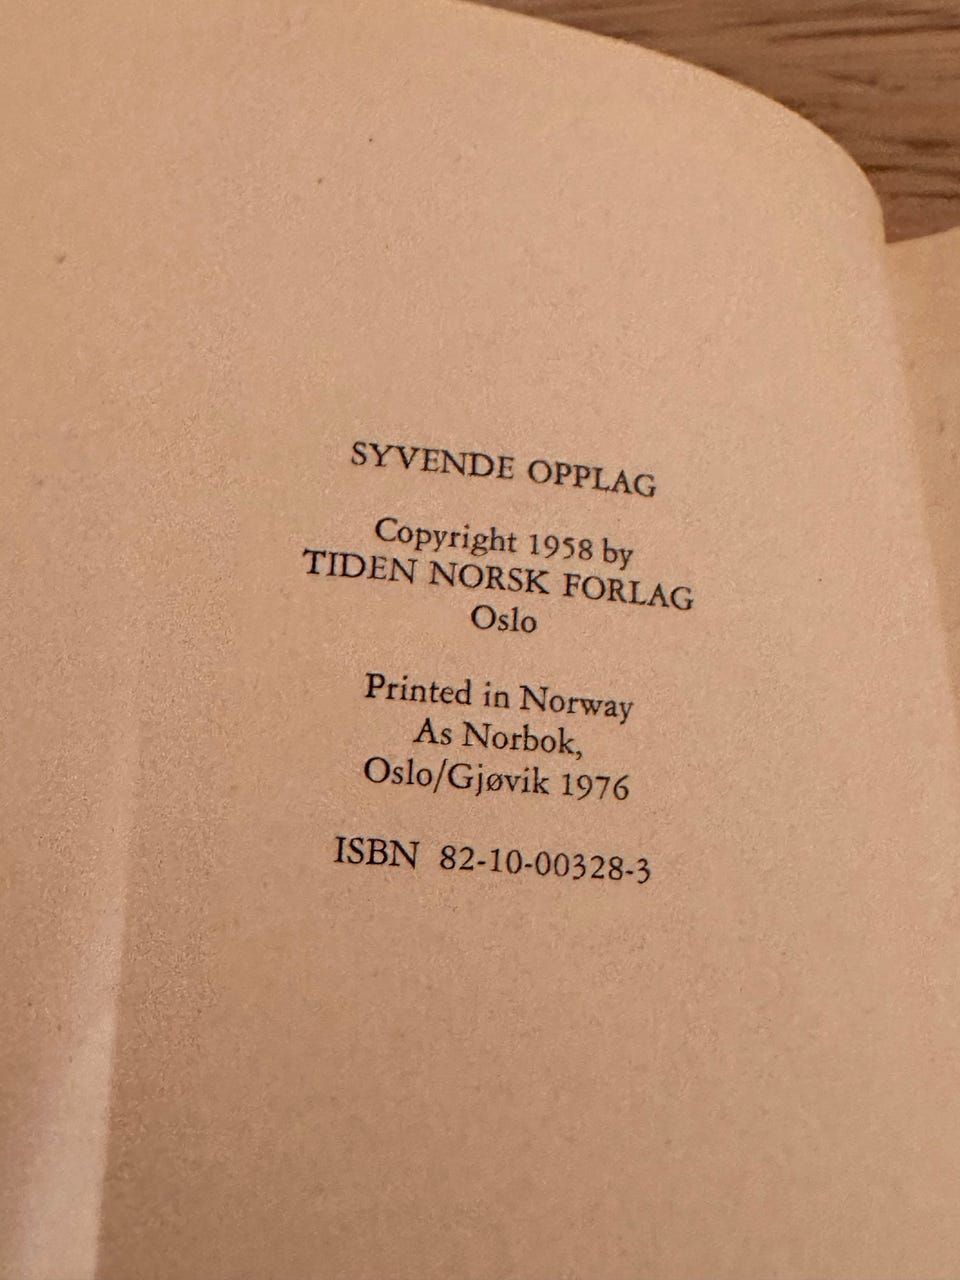 SYVENDE OPPLAG
Copyright 1958 by
TIDEN NORSK FORLAG
Oslo
Printed in Norway
As Norbok,
Oslo/Gjøvik 1976
ISBN 82-10-00328-3